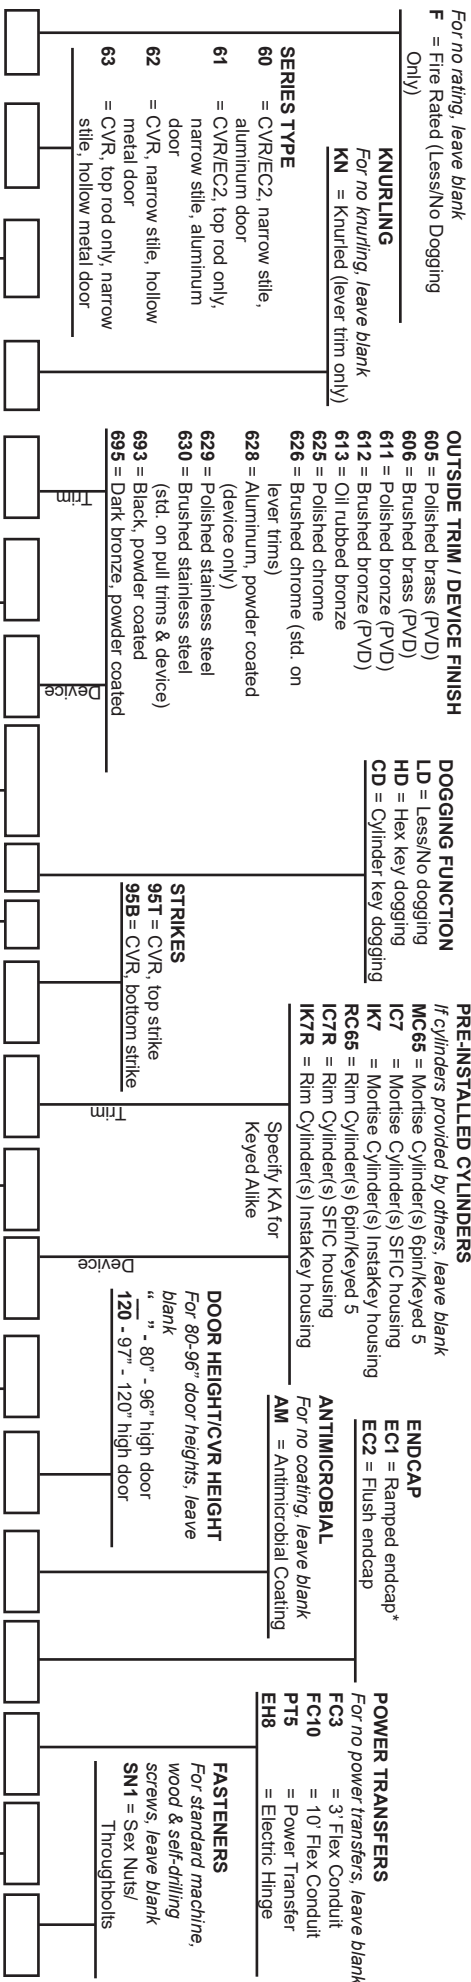 For no rating, leave blank
F = Fire Rated (Less/No Dogging
Only)
KNURLING
For no knurling, leave blank
KN = Knurled (lever trim only)
SERIES TYPE
60 = CVR/EC2, narrow stile,
aluminum door
61 = CVR/EC2, top rod only,
narrow stile, aluminum
door
62 = CVR, narrow stile, hollow
metal door
63 = CVR, top rod only, narrow
stile, hollow metal door
OUTSIDE TRIM / DEVICE FINISH
605 = Polished brass (PVD)
606 = Brushed brass (PVD)
611 = Polished bronze (PVD)
612 = Brushed bronze (PVD)
613 = Oil rubbed bronze
625 = Polished chrome
626 = Brushed chrome (std. on
lever trims)
628 = Aluminum, powder coated
(device only)
629 = Polished stainless steel
630 = Brushed stainless steel
(std. on pull trims & device)
693 = Black, powder coated
695 = Dark bronze, powder coated
Trim
Device
DOGGING FUNCTION
LD = Less/No dogging
HD = Hex key dogging
CD = Cylinder key dogging
STRIKES
95T = CVR, top strike
95B = CVR, bottom strike
PRE-INSTALLED CYLINDERS
If cylinders provided by others, leave blank
MC65 = Mortise Cylinder(s) 6pin/Keyed 5
IC7 = Mortise Cylinder(s) SFIC housing
IK7 = Mortise Cylinder(s) InstaKey housing
RC65 = Rim Cylinder(s) 6pin/Keyed 5
IC7R = Rim Cylinder(s) SFIC housing
IK7R = Rim Cylinder(s) InstaKey housing
Specify KA for
Keyed Alike
Trim
Device
DOOR HEIGHT/CVR HEIGHT
For 80-96" door heights, leave
blank
“ ” - 80" - 96" high door
120 - 97" - 120" high door
ANTIMICROBIAL
For no coating, leave blank
AM = Antimicrobial Coating
ENDCAP
EC1 = Ramped endcap*
EC2 = Flush endcap
POWER TRANSFERS
For no power transfers, leave blank
FC3 = 3' Flex Conduit
FC10 = 10' Flex Conduit
PT5 = Power Transfer
EH8 = Electric Hinge
FASTENERS
For standard machine,
wood & self-drilling
screws, leave blank
SN1 = Sex Nuts/
Throughbolts